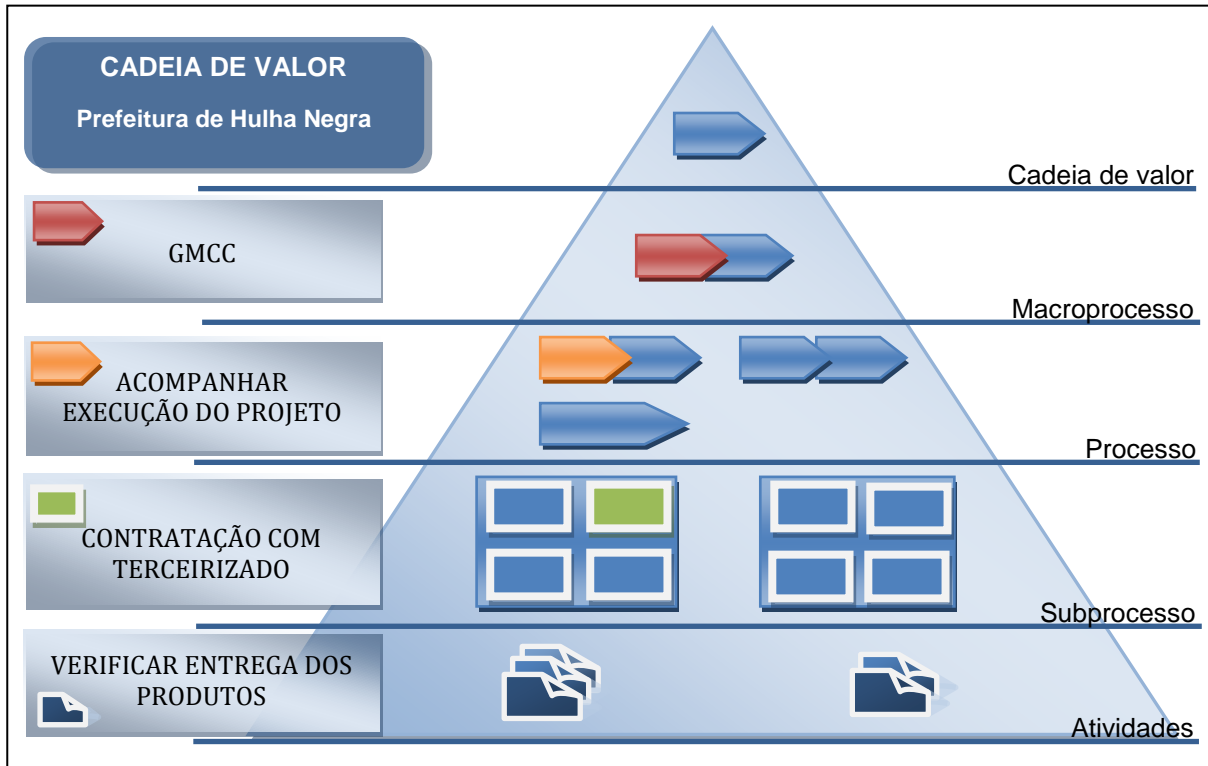 CADEIA DE VALOR
Prefeitura de Hulha Negra
Cadeia de valor
GMCC
Macroprocesso
ACOMPANHAR
EXECUÇÃO DO PROJETO
Processo
CONTRATAÇÃO COM
TERCEIRIZADO
Subprocesso
VERIFICAR ENTREGA DOS
PRODUTOS
Atividades